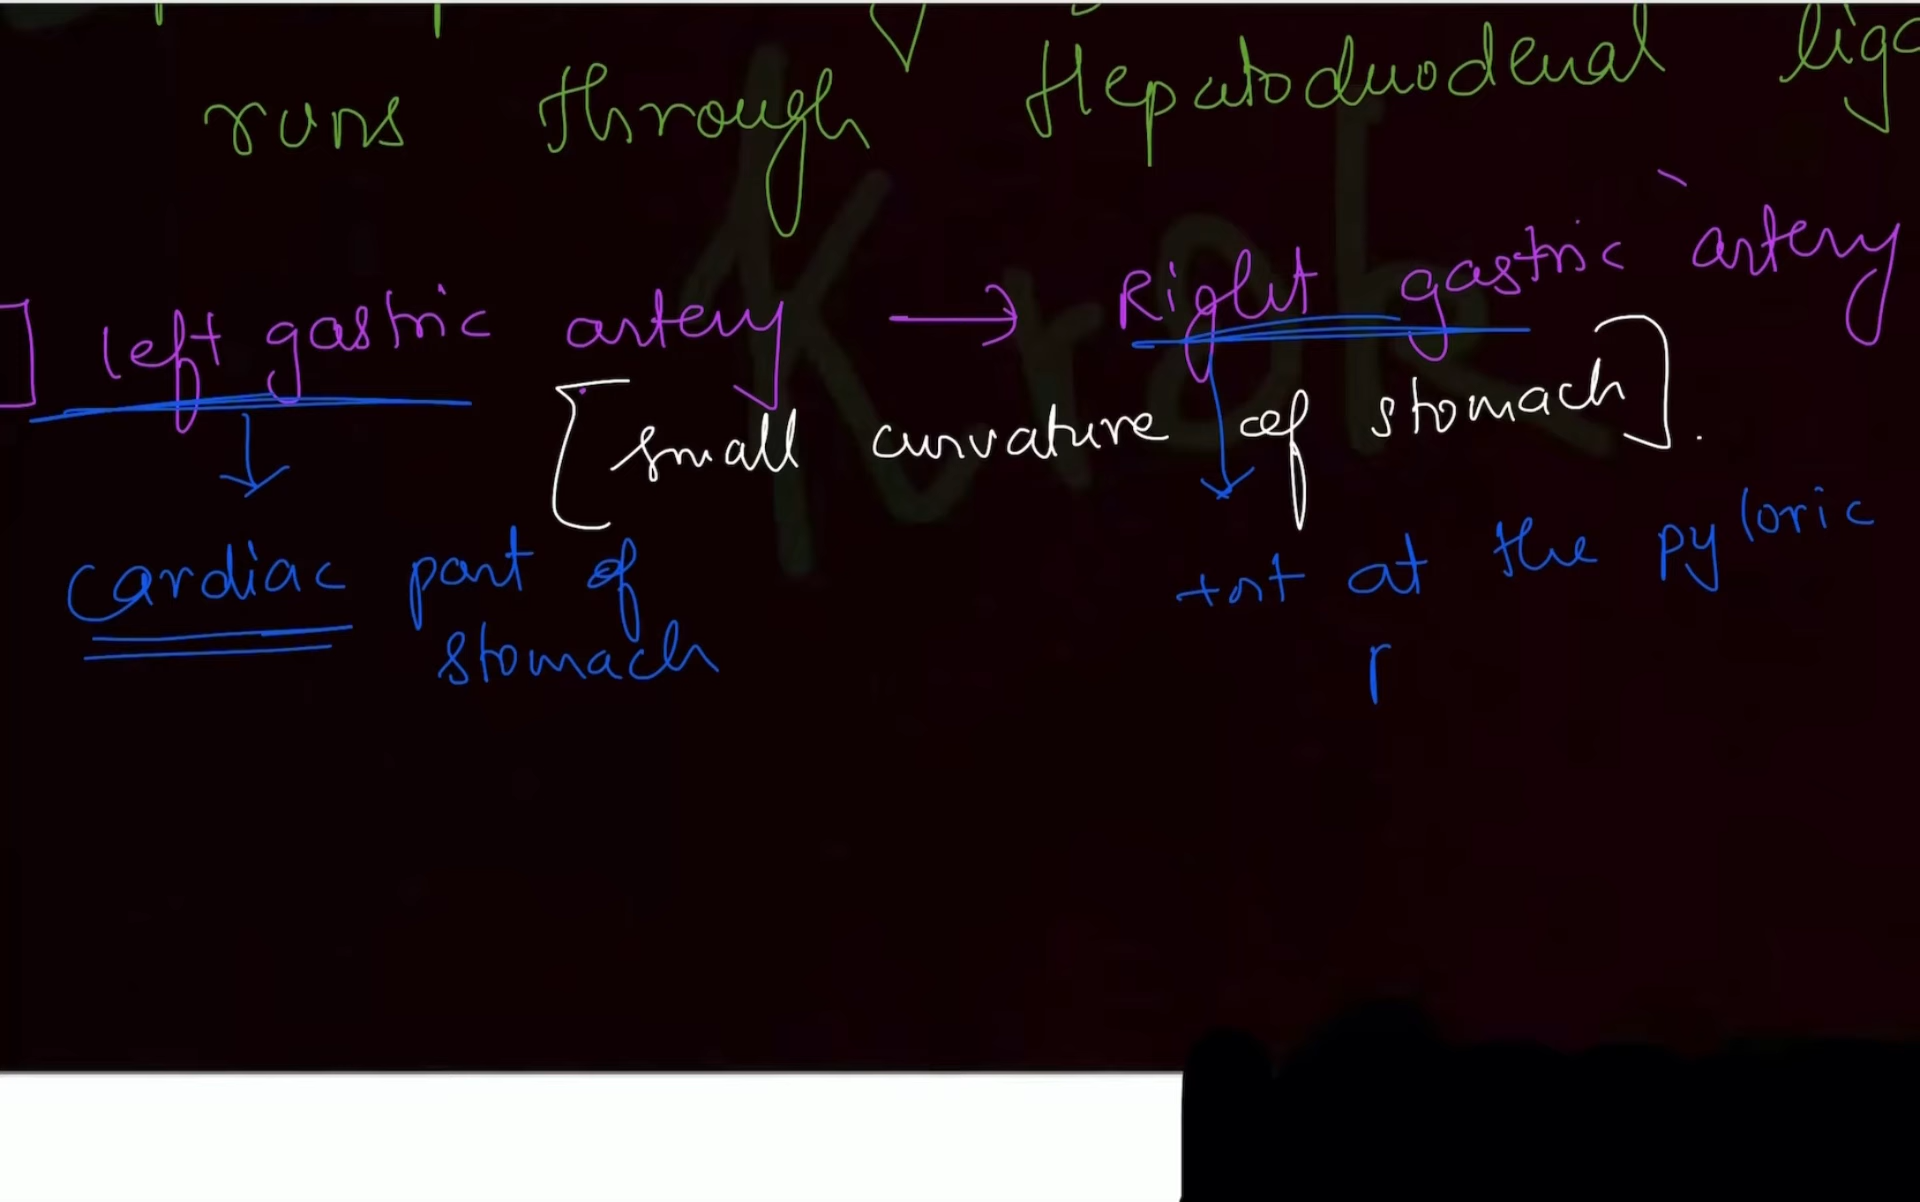 runs through Hepatoduodenal liga
left gastric artery → Right gastric artery
[small curvature of stomach].
cardiac part of stomach
at the pyloric
r